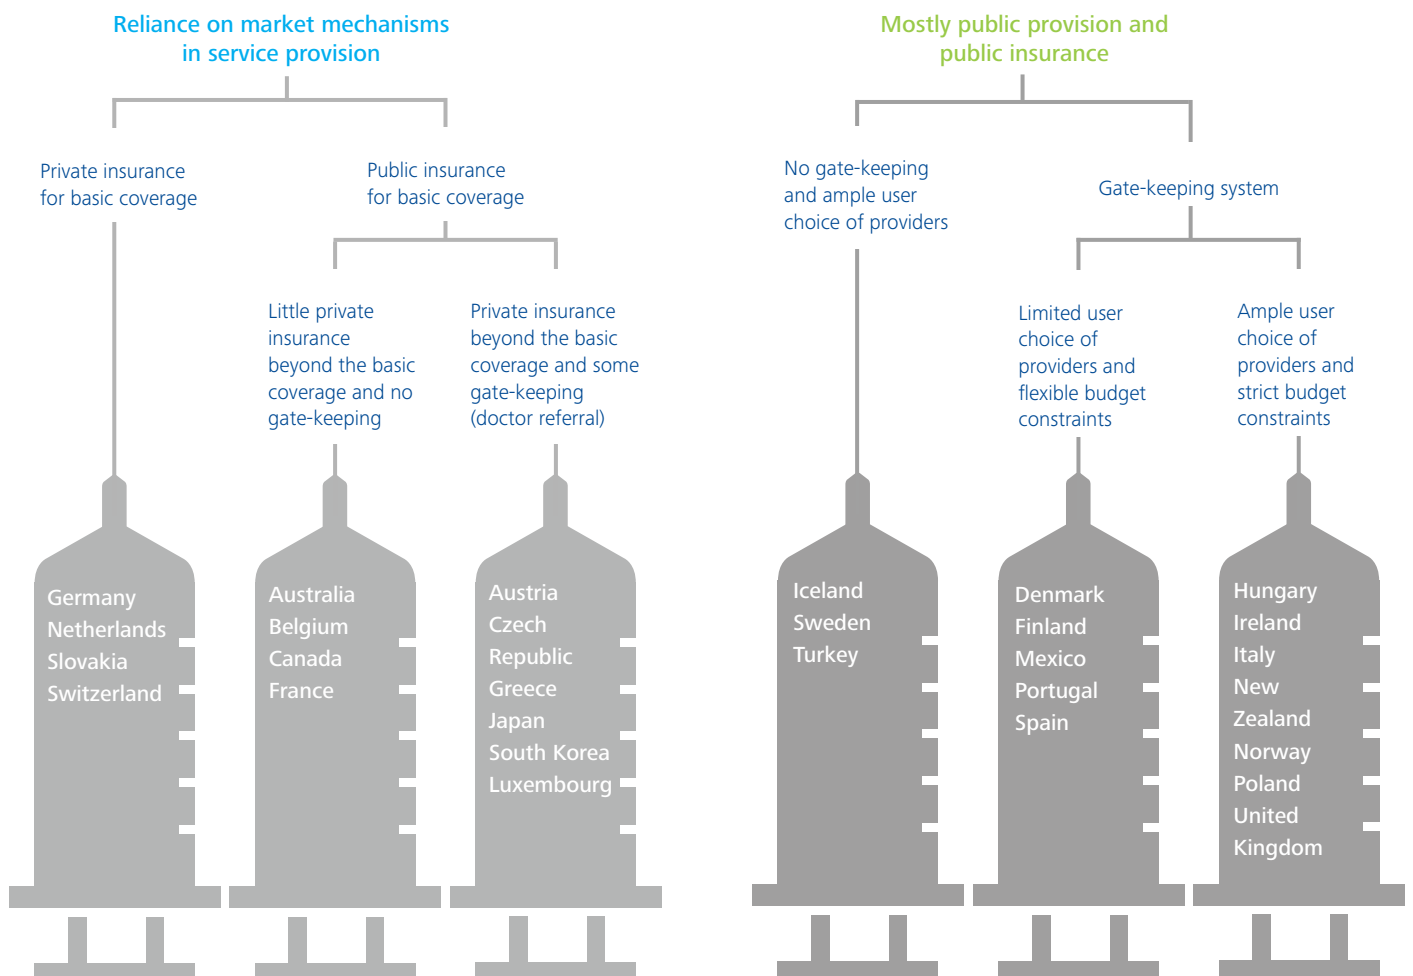 Reliance on market mechanisms
in service provision
Private insurance
for basic coverage
Public insurance
for basic coverage
Little private
insurance
beyond the basic
coverage and no
gate-keeping
Private insurance
beyond the basic
coverage and some
gate-keeping
(doctor referral)
Germany
Netherlands
Slovakia
Switzerland
Australia
Belgium
Canada
France
Austria
Czech
Republic
Greece
Japan
South Korea
Luxembourg
Mostly public provision and
public insurance
No gate-keeping
and ample user
choice of providers
Gate-keeping system
Limited user
choice of
providers and
flexible budget
constraints
Ample user
choice of
providers and
strict budget
constraints
Iceland
Sweden
Turkey
Denmark
Finland
Mexico
Portugal
Spain
Hungary
Ireland
Italy
New
Zealand
Norway
Poland
United
Kingdom